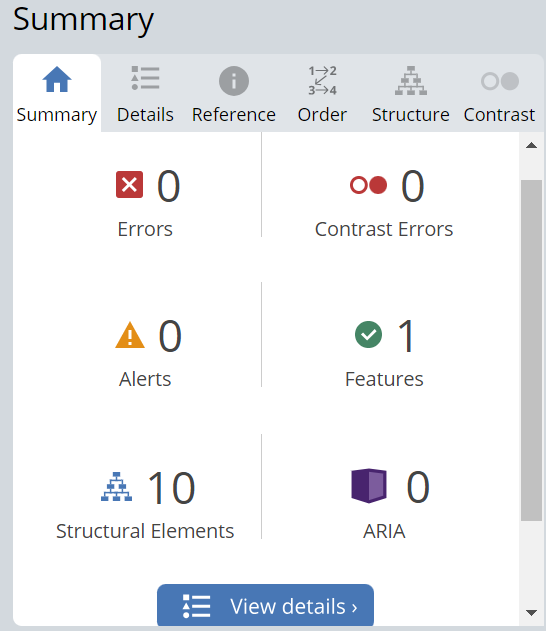 Summary
Summary Details Reference Order Structure Contrast
1→2
3→4
0 0
Errors Contrast Errors
0 1
Alerts Features
10 0
Structural Elements ARIA
View details ›